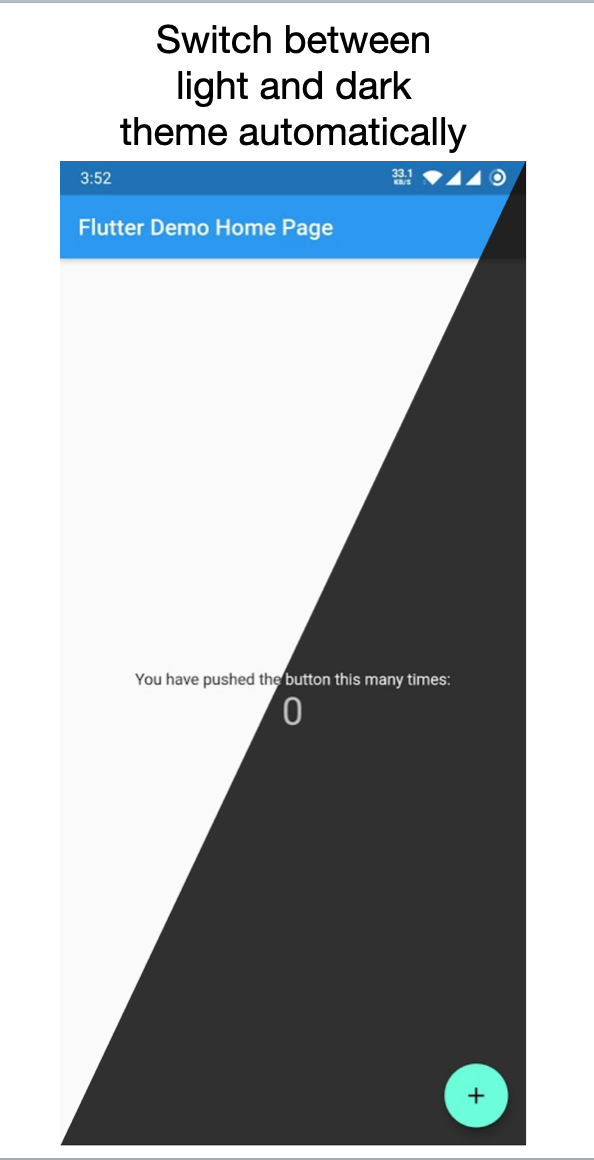 Switch between
light and dark
theme automatically
3:52
33.1
KB/S
Flutter Demo Home Page
You have pushed the button this many times:
0
+